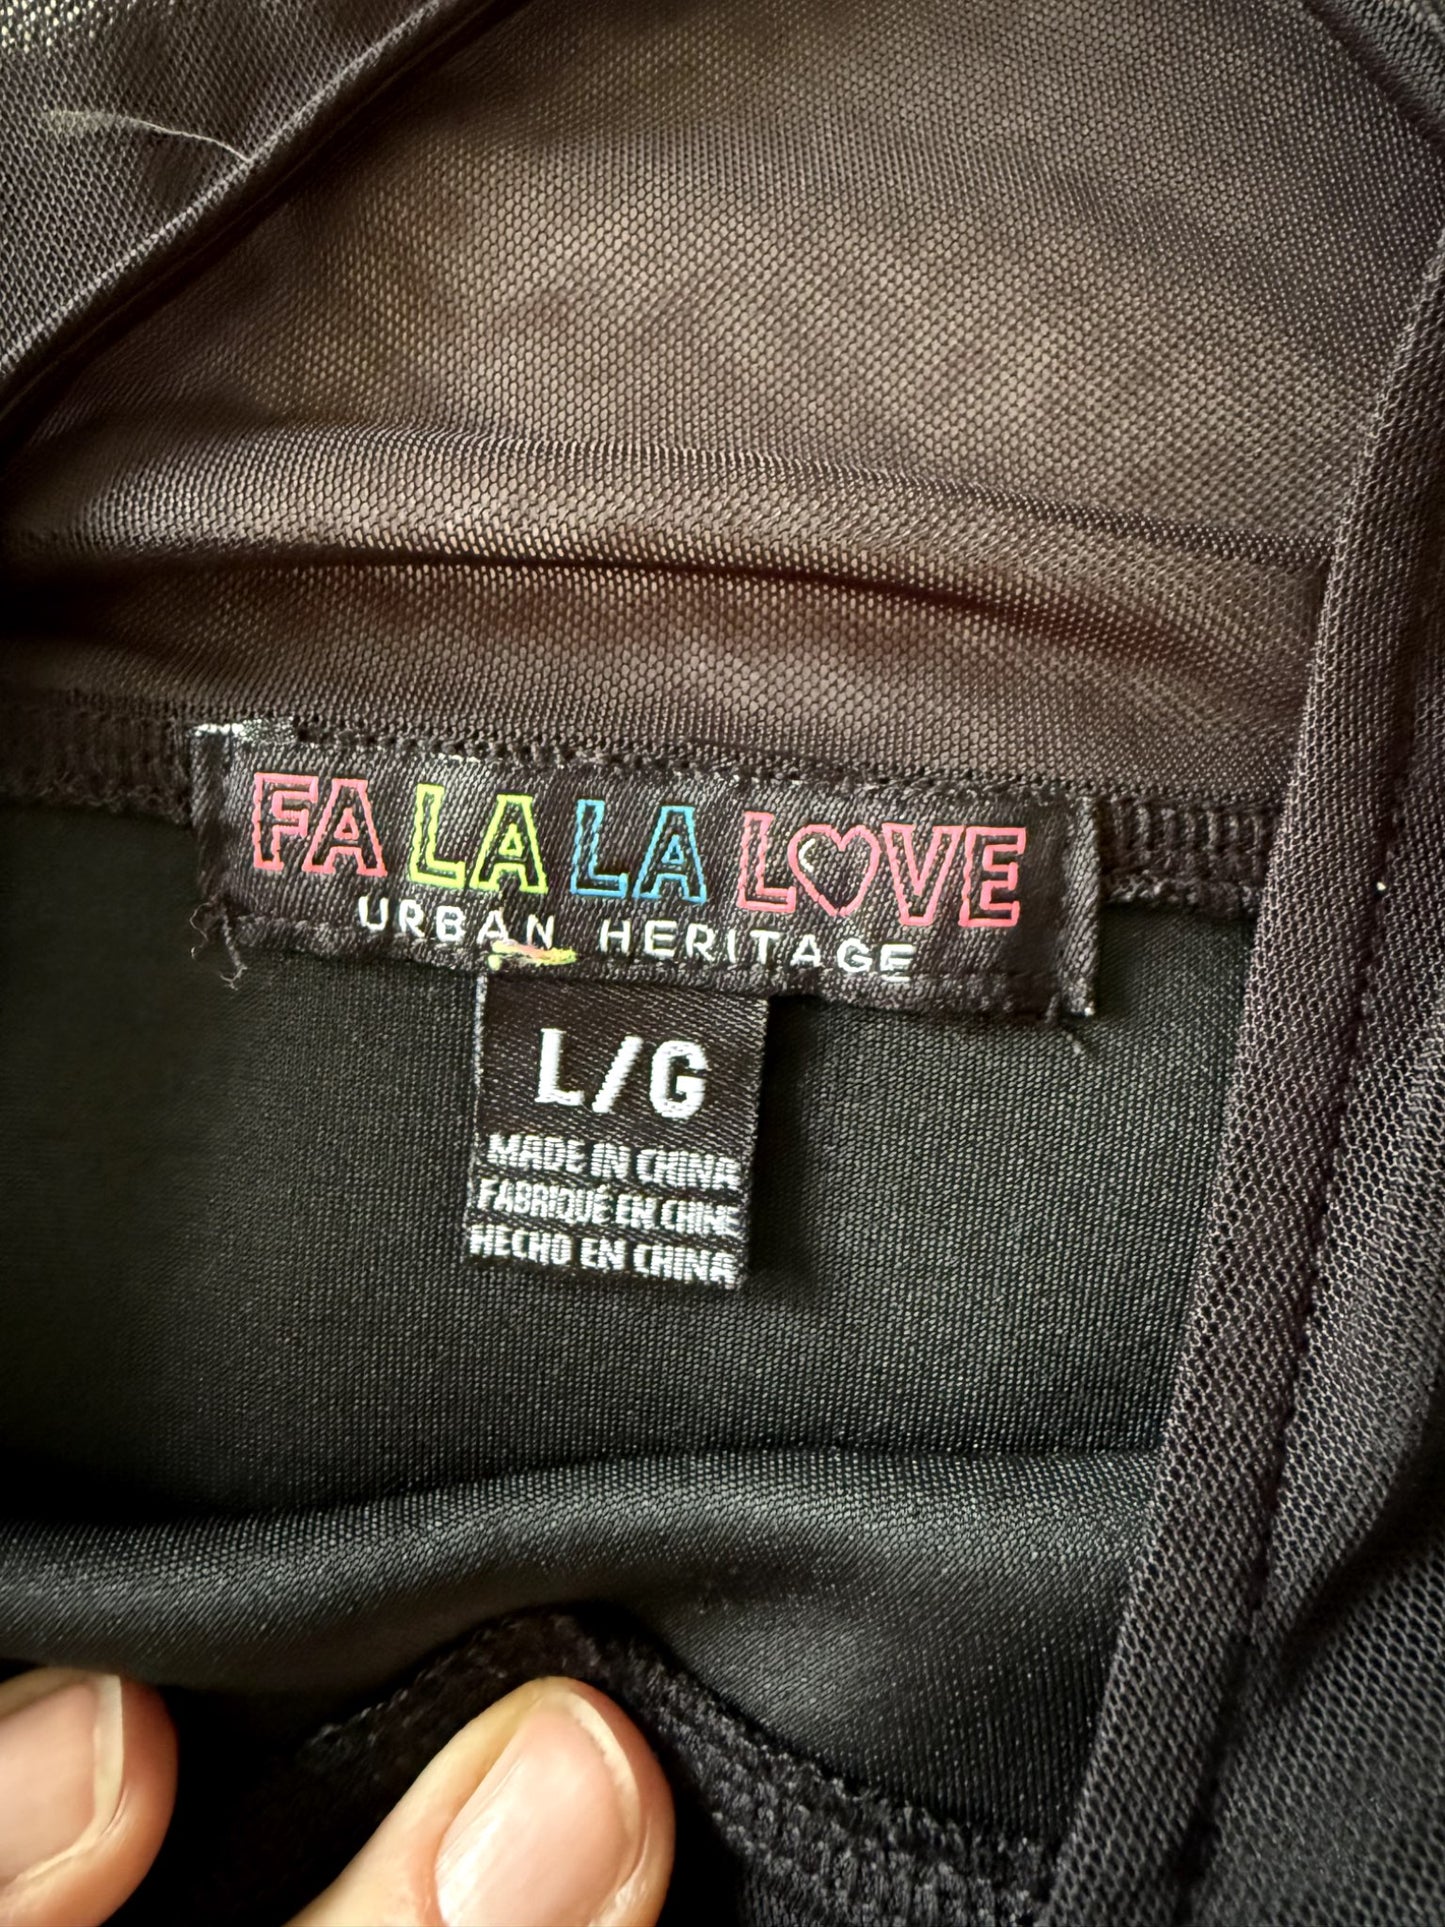 FA LA LA LOVE
URBAN HERITAGE
L/G
MADE IN CHINA
FABRIQUÉ EN CHINE
HECHO EN CHINA